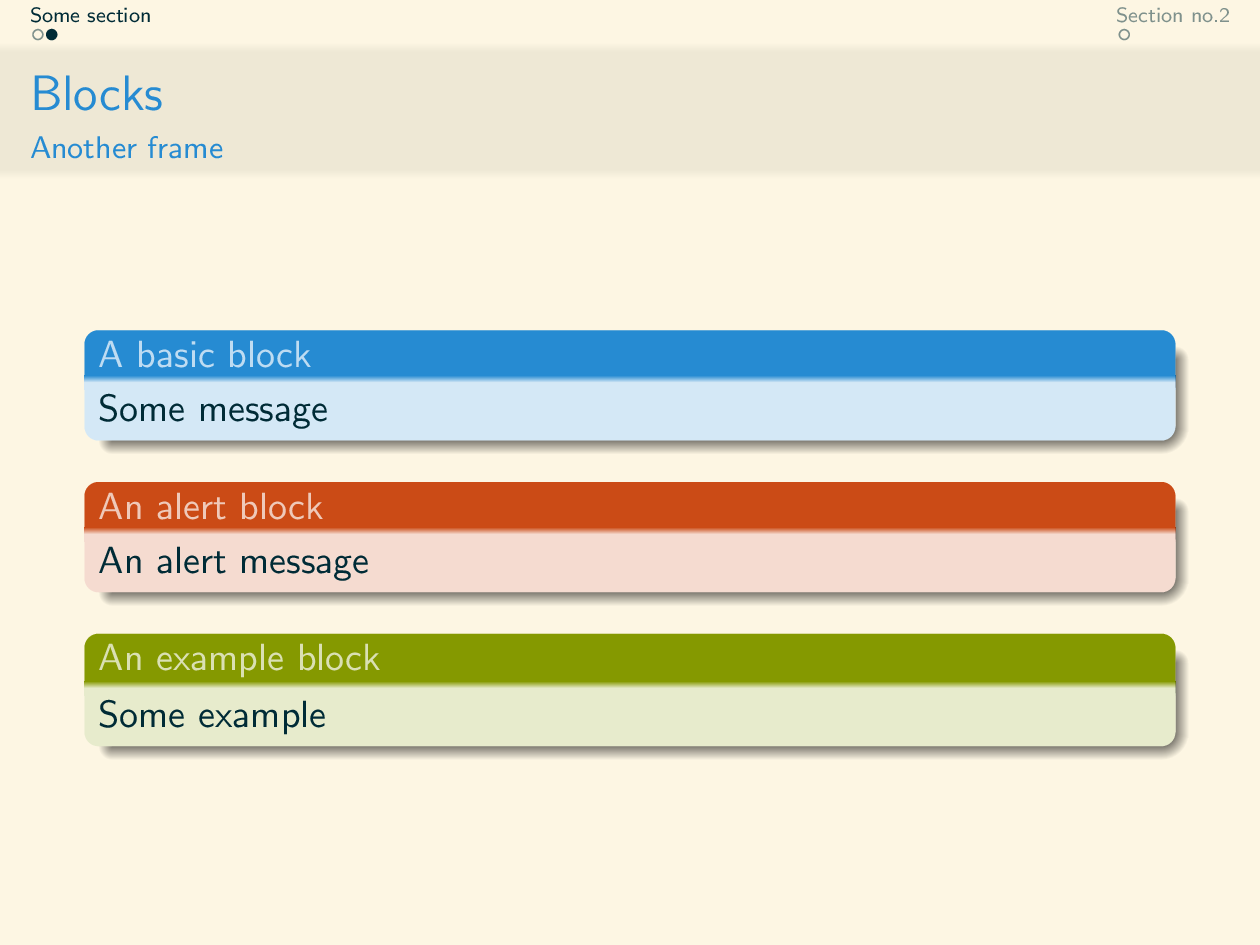 Some section
Section no.2
Blocks
Another frame
A basic block
Some message
An alert block
An alert message
An example block
Some example